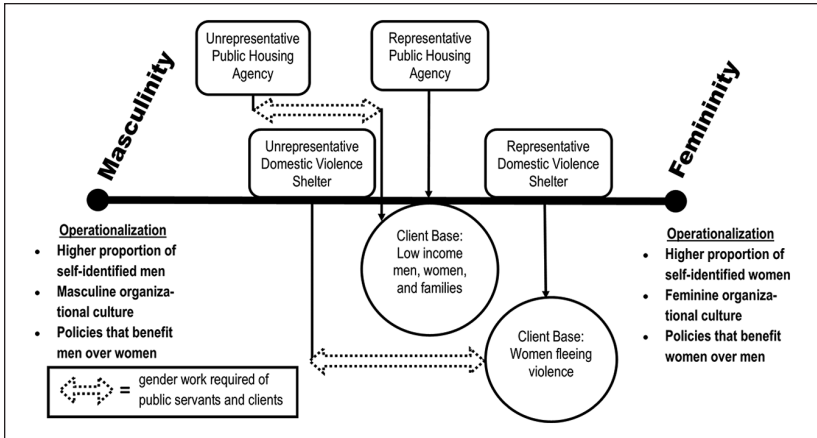 Unrepresentative
Public Housing
Agency
Representative
Public Housing
Agency
Masculinity
Femininity
Unrepresentative
Domestic Violence
Shelter
Representative
Domestic Violence
Shelter
Operationalization
• Higher proportion of
self-identified men
• Masculine organiza-
tional culture
• Policies that benefit
men over women
Client Base:
Low income
men, women,
and families
Client Base:
Women fleeing
violence
Operationalization
• Higher proportion of
self-identified women
• Feminine organiza-
tional culture
• Policies that benefit
women over men
= gender work required of
public servants and clients